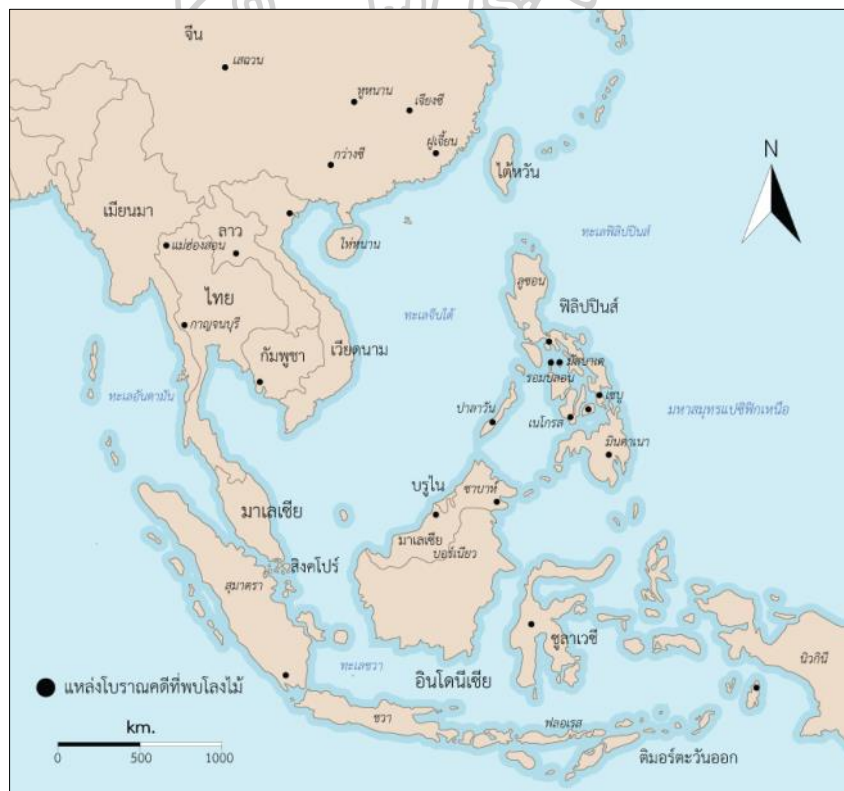 จีน
เสฉวน
หูหนาน
เจียงซี
ฝูเจี้ยน
กว่างซี
ไต้หวัน
N
เมียนมา
ลาว
แม่ฮ่องสอน
ไห่หนาน
ทะเลฟิลิปปินส์
ลูซอน
ไทย
ฟิลิปปินส์
ทะเลจีนใต้
กาญจนบุรี
กัมพูชา
เวียดนาม
มัสบาเต
รอมบลอน
ทะเลอันดามัน
เซบู
ปาลาวัน
เนโกรส
มหาสมุทรแปซิฟิกเหนือ
มินดาเนา
บรูไน
ซาบาห์
มาเลเซีย
มาเลเซีย
บอร์เนียว
สิงคโปร์
สุมาตรา
ซูลาเวซี
นิวกินี
ทะเลชวา
อินโดนีเซีย
แหล่งโบราณคดีที่พบโลงไม้
ชวา
ฟลอเรส
km.
0 500 1000
ติมอร์ตะวันออก